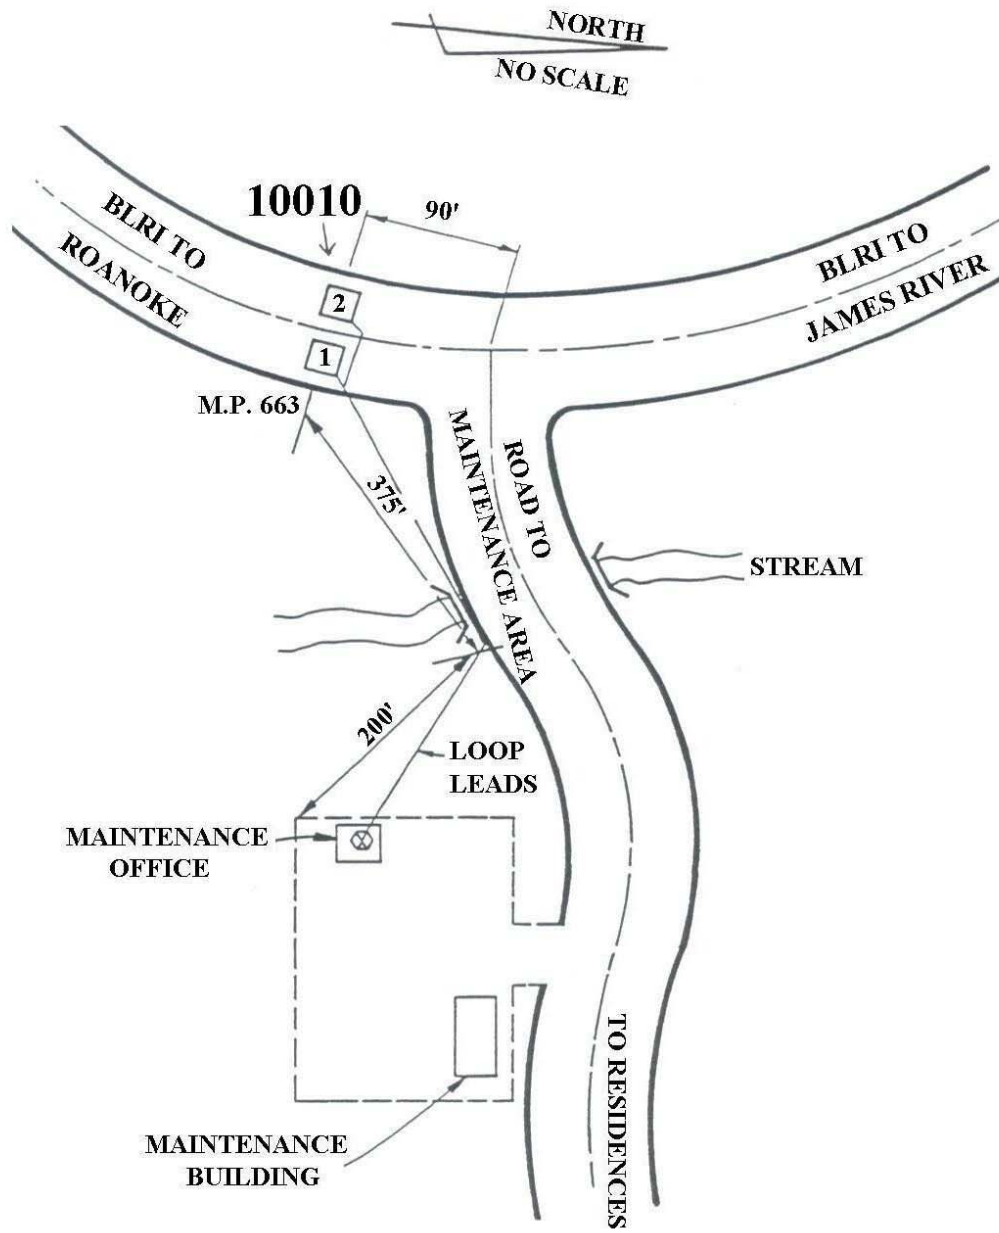 NORTH
NO SCALE
10010
90'
BLRI TO
ROANOKE
BLRI TO
JAMES RIVER
2
1
M.P. 663
375'
ROAD TO
MAINTENANCE AREA
STREAM
200'
LOOP
LEADS
MAINTENANCE
OFFICE
TO RESIDENCES
MAINTENANCE
BUILDING